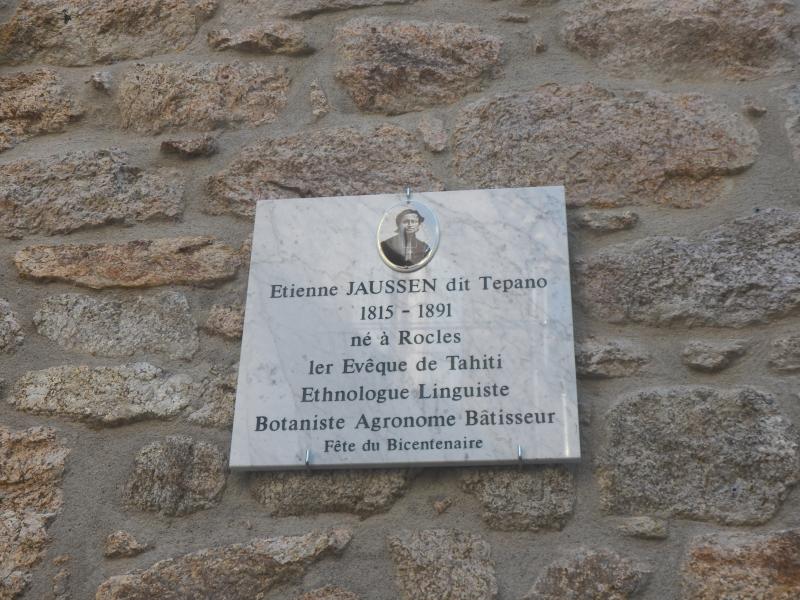 Etienne JAUSSEN dit Tepano
1815 - 1891
né à Rocles
1er Evêque de Tahiti
Ethnologue Linguiste
Botaniste Agronome Bâtisseur
Fête du Bicentenaire